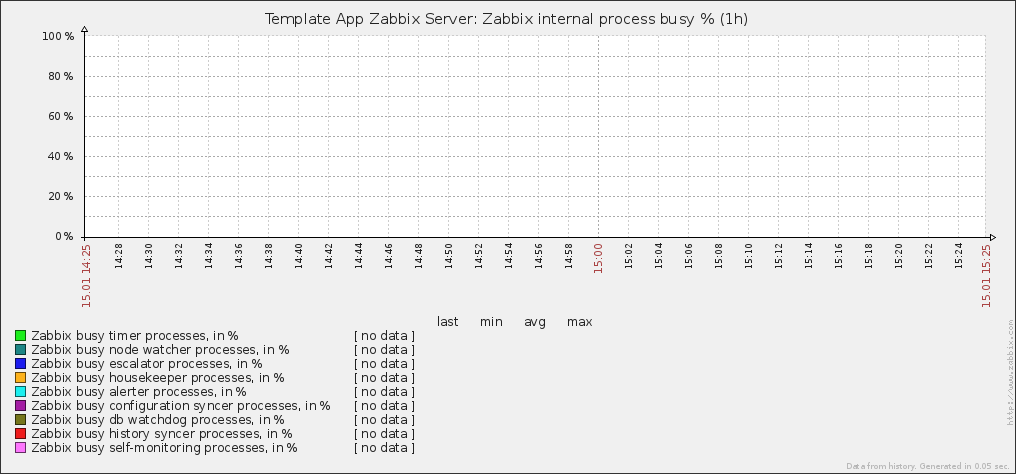 Template App Zabbix Server: Zabbix internal process busy % (1h)
100 %
80 %
60 %
40 %
20 %
0 %
15.01 14:25
14:28
14:30
14:32
14:34
14:36
14:38
14:40
14:42
14:44
14:46
14:48
14:50
14:52
14:54
14:56
14:58
15:00
15:02
15:04
15:06
15:08
15:10
15:12
15:14
15:16
15:18
15:20
15:22
15:24
15.01 15:25
last min avg max
Zabbix busy timer processes, in % [ no data ]
Zabbix busy node watcher processes, in % [ no data ]
Zabbix busy escalator processes, in % [ no data ]
Zabbix busy housekeeper processes, in % [ no data ]
Zabbix busy alerter processes, in % [ no data ]
Zabbix busy configuration syncer processes, in % [ no data ]
Zabbix busy db watchdog processes, in % [ no data ]
Zabbix busy history syncer processes, in % [ no data ]
Zabbix busy self-monitoring processes, in % [ no data ]
http://www.zabbix.com
Data from history. Generated in 0.05 sec.